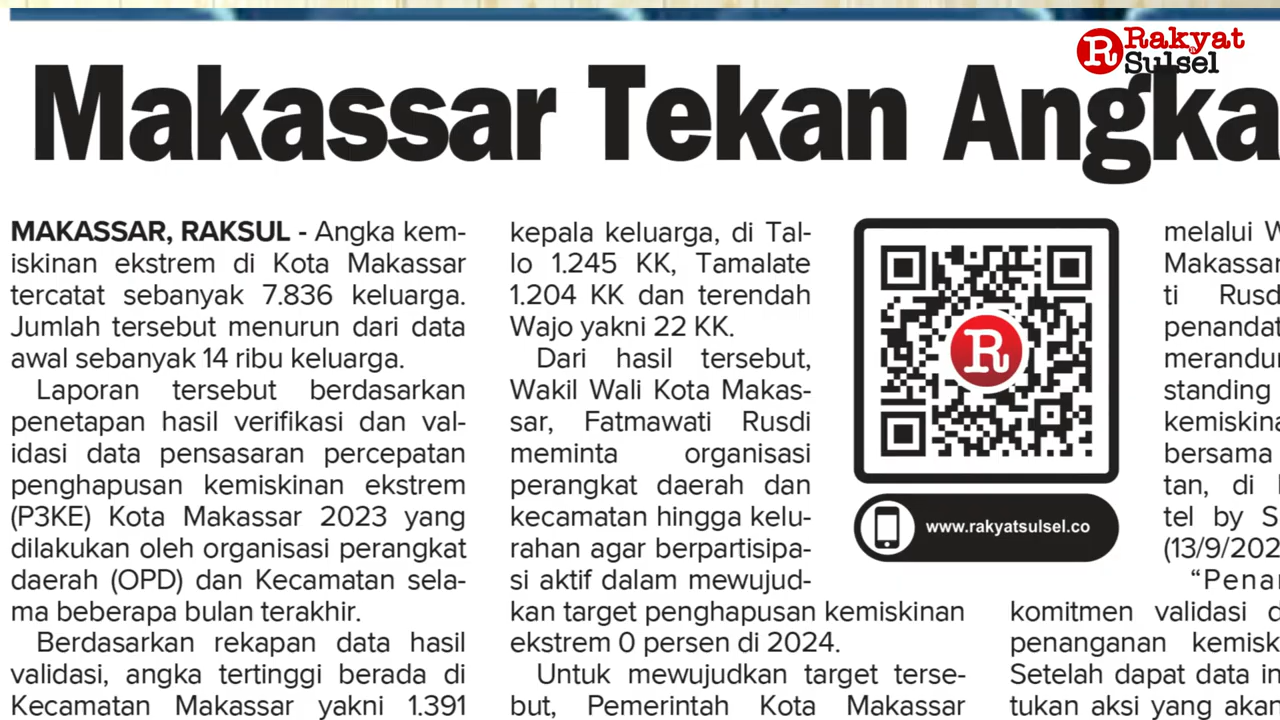 Rakyat
Sulsel
Makassar Tekan Angka
MAKASSAR, RAKSUL - Angka kem-
iskinan ekstrem di Kota Makassar
tercatat sebanyak 7.836 keluarga.
Jumlah tersebut menurun dari data
awal sebanyak 14 ribu keluarga.
Laporan tersebut berdasarkan
penetapan hasil verifikasi dan val-
idasi data pensasaran percepatan
penghapusan kemiskinan ekstrem
(P3KE) Kota Makassar 2023 yang
dilakukan oleh organisasi perangkat
daerah (OPD) dan Kecamatan sela-
ma beberapa bulan terakhir.
Berdasarkan rekapan data hasil
validasi, angka tertinggi berada di
Kecamatan Makassar yakni 1.391
kepala keluarga, di Tal-
lo 1.245 KK, Tamalate
1.204 KK dan terendah
Wajo yakni 22 KK.
Dari hasil tersebut,
Wakil Wali Kota Makas-
sar, Fatmawati Rusdi
meminta organisasi
perangkat daerah dan
kecamatan hingga kelu-
rahan agar berpartisipa-
si aktif dalam mewujud-
kan target penghapusan kemiskinan
ekstrem 0 persen di 2024.
Untuk mewujudkan target terse-
but, Pemerintah Kota Makassar
R
www.rakyatsulsel.co
melalui W
Makassar
ti Rusd
penandat
merandu
standing
kemiskina
bersama
tan, di
tel by S
(13/9/202
“Penan
komitmen validasi d
penanganan kemisk
Setelah dapat data in
tukan aksi yang akan